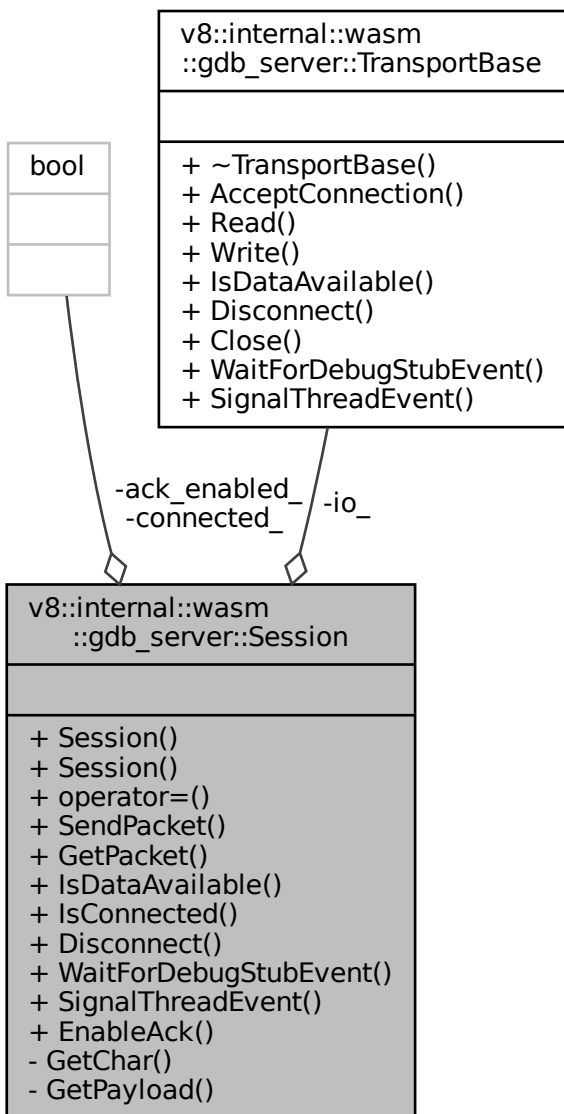 v8::internal::wasm
::gdb_server::TransportBase
+ ~TransportBase()
+ AcceptConnection()
+ Read()
+ Write()
+ IsDataAvailable()
+ Disconnect()
+ Close()
+ WaitForDebugStubEvent()
+ SignalThreadEvent()
bool
-ack_enabled_
-connected_
-io_
v8::internal::wasm
::gdb_server::Session
+ Session()
+ Session()
+ operator=()
+ SendPacket()
+ GetPacket()
+ IsDataAvailable()
+ IsConnected()
+ Disconnect()
+ WaitForDebugStubEvent()
+ SignalThreadEvent()
+ EnableAck()
- GetChar()
- GetPayload()